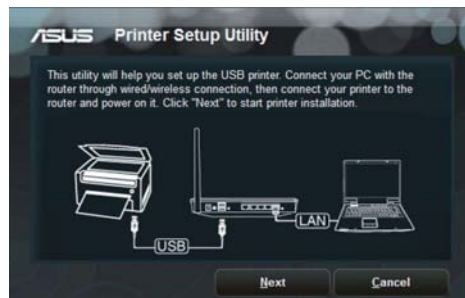 ASUS Printer Setup Utility
This utility will help you set up the USB printer. Connect your PC with the
router through wired/wireless connection, then connect your printer to the
router and power on it. Click "Next" to start printer installation.
LAN
USB
Next Cancel